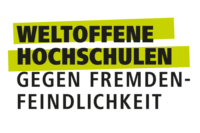 WELTOFFENE
HOCHSCHULEN
GEGEN FREMDEN-
FEINDLICHKEIT